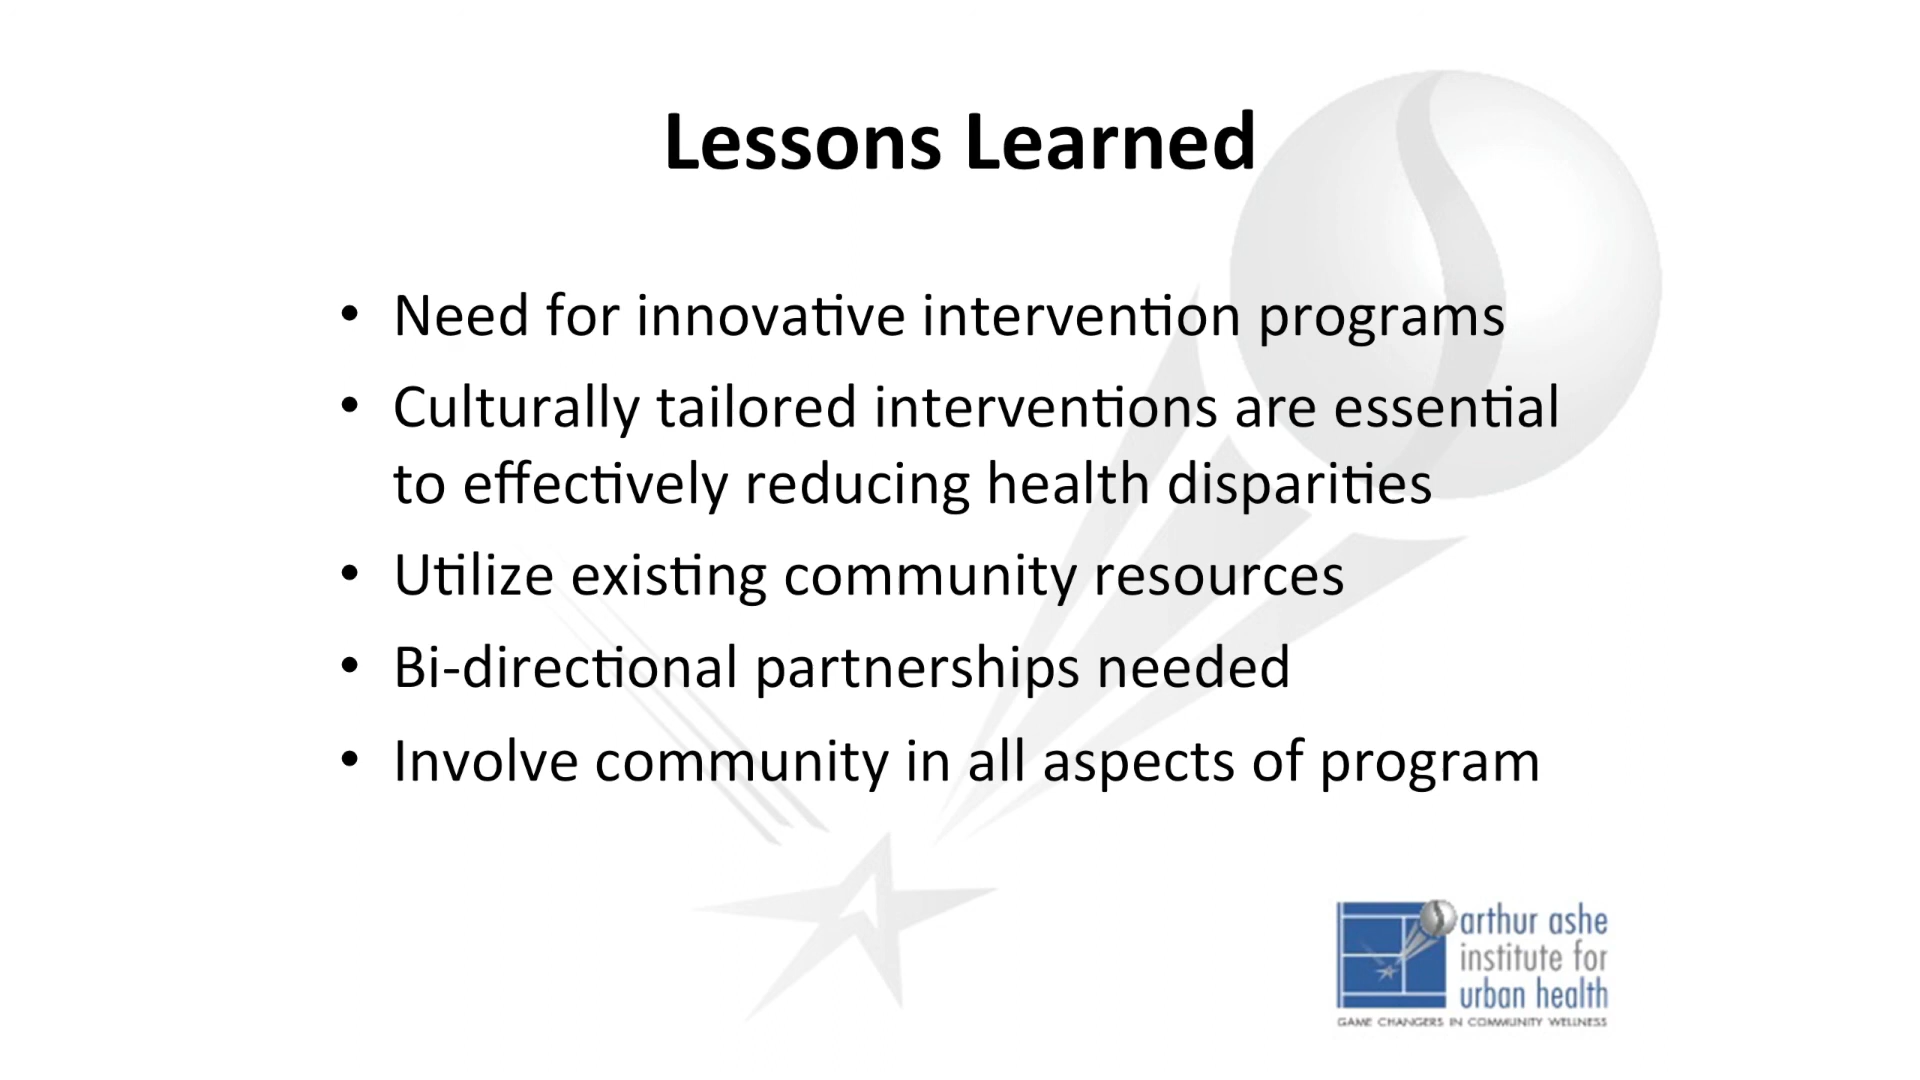 Lessons Learned
• Need for innovative intervention programs
• Culturally tailored interventions are essential
to effectively reducing health disparities
• Utilize existing community resources
• Bi-directional partnerships needed
• Involve community in all aspects of program
arthur ashe
institute for
urban health
GAME CHANGERS IN COMMUNITY WELLNESS